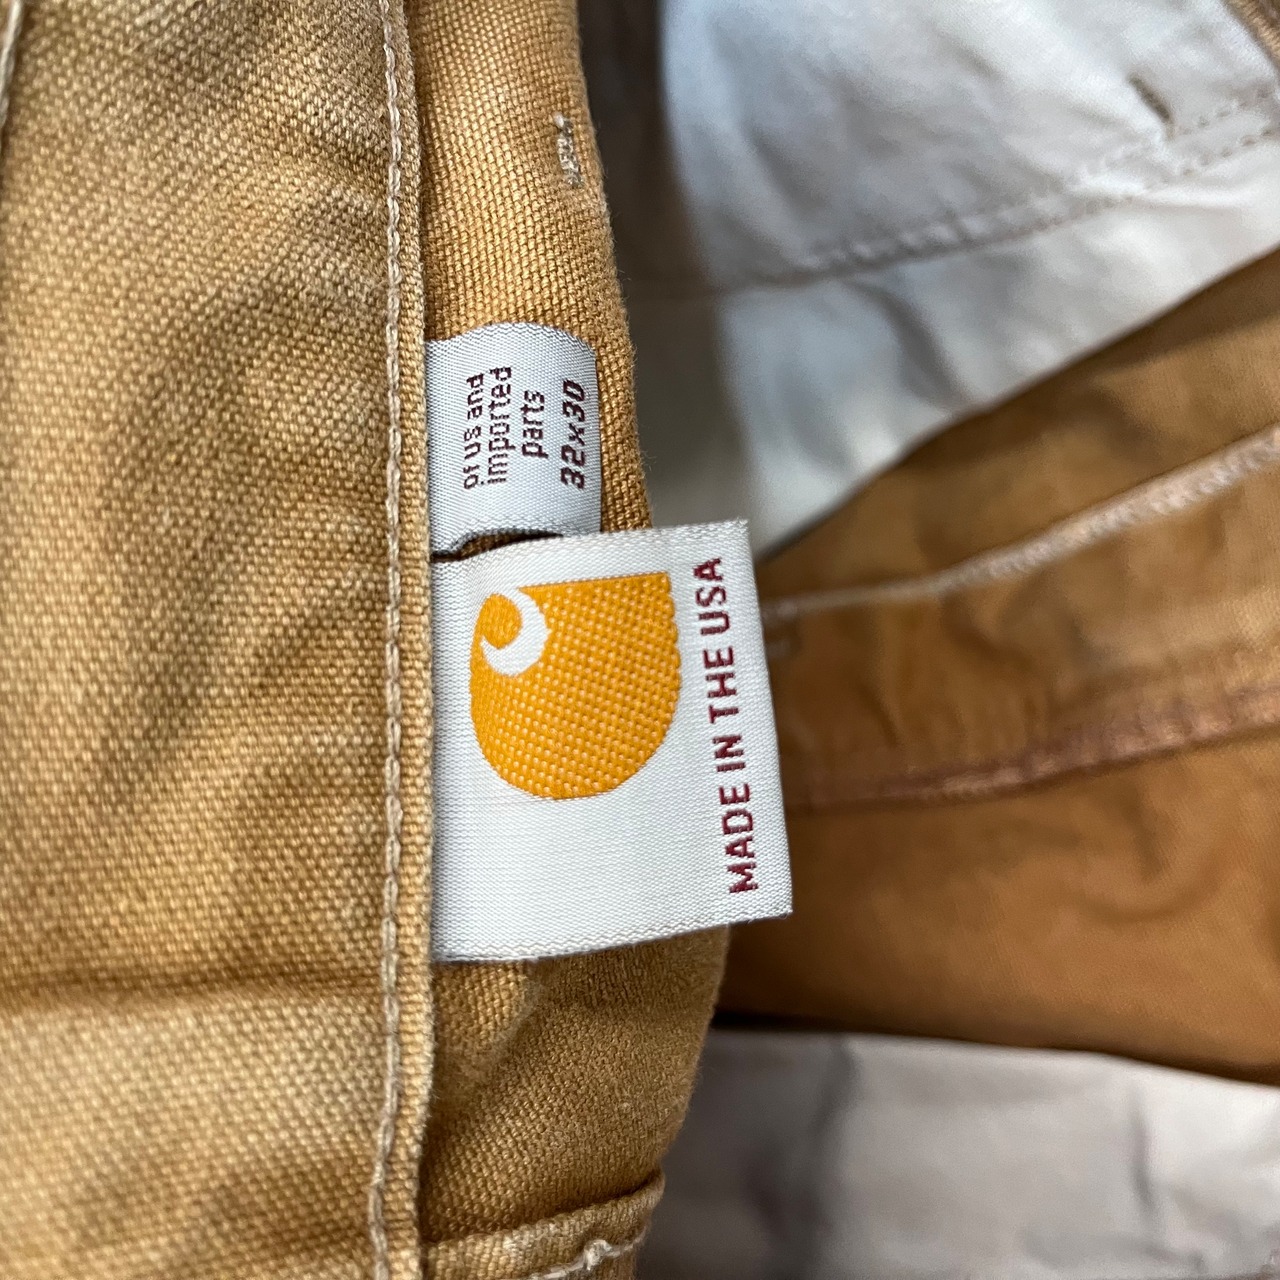 of US and
imported
parts
32x30
MADE IN THE USA